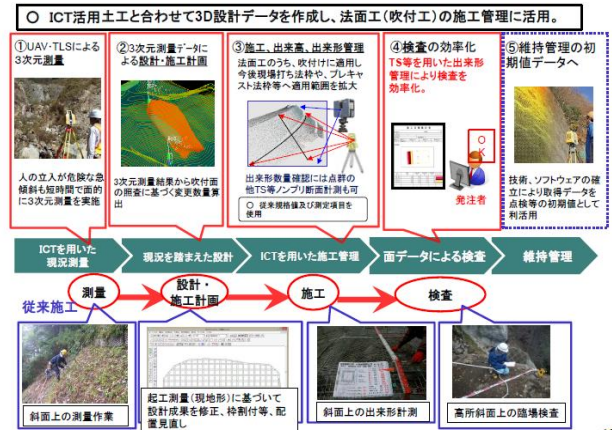 ○ ICT活用土工と合わせて3D設計データを作成し、法面工(吹付工)の施工管理に活用。
①UAV・TLSによる
3次元測量
人の立入が危険な急
傾斜も短時間で面的
に3次元測量を実施
②3次元測量データに
よる設計・施工計画
3次元測量結果から吹付面
の照査に基づく変更数量算
出
③施工、出来高、出来形管理
法面工のうち、吹付けに適用し
今後現場打ち法枠や、プレキャ
スト法枠等へ適用範囲を拡大
出来形数量確認には点群の
他TS等ノンプリ断面計測も可
○ 従来規格値及び測定項目を
使用
④検査の効率化
TS等を用いた出来形
管理により検査を
効率化。
OK
発注者
⑤維持管理の初
期値データへ
技術、ソフトウェアの確
立により取得データを
点検等の初期値として
利活用
ICTを用いた
現況測量
現況を踏まえた設計
ICTを用いた施工管理
面データによる検査
維持管理
従来施工
測量
設計・
施工計画
施工
検査
斜面上の測量作業
起工測量(現地形)に基づいて
設計成果を修正、枠割付等、配
置見直し
斜面上の出来形計測
高所斜面上の臨場検査